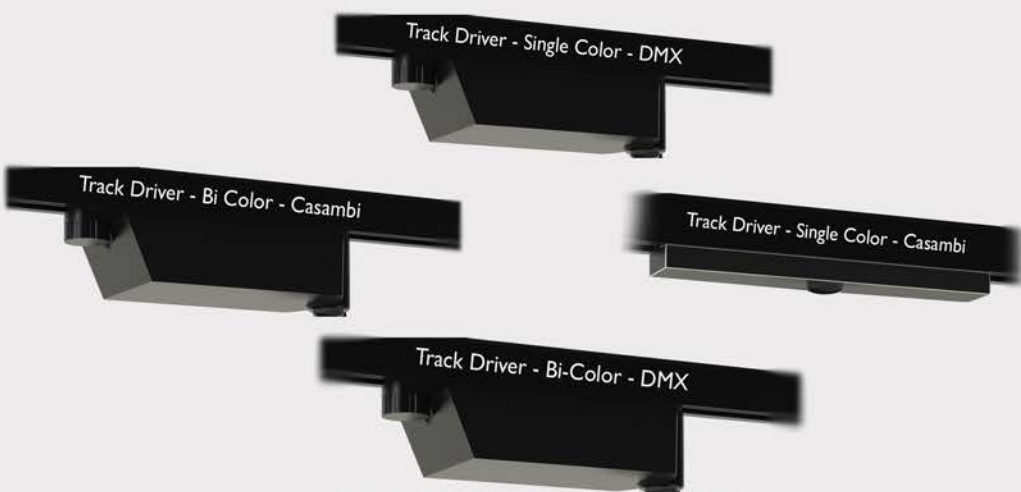 Track Driver - Single Color - DMX
Track Driver - Bi Color - Casambi
Track Driver - Single Color - Casambi
Track Driver - Bi-Color - DMX